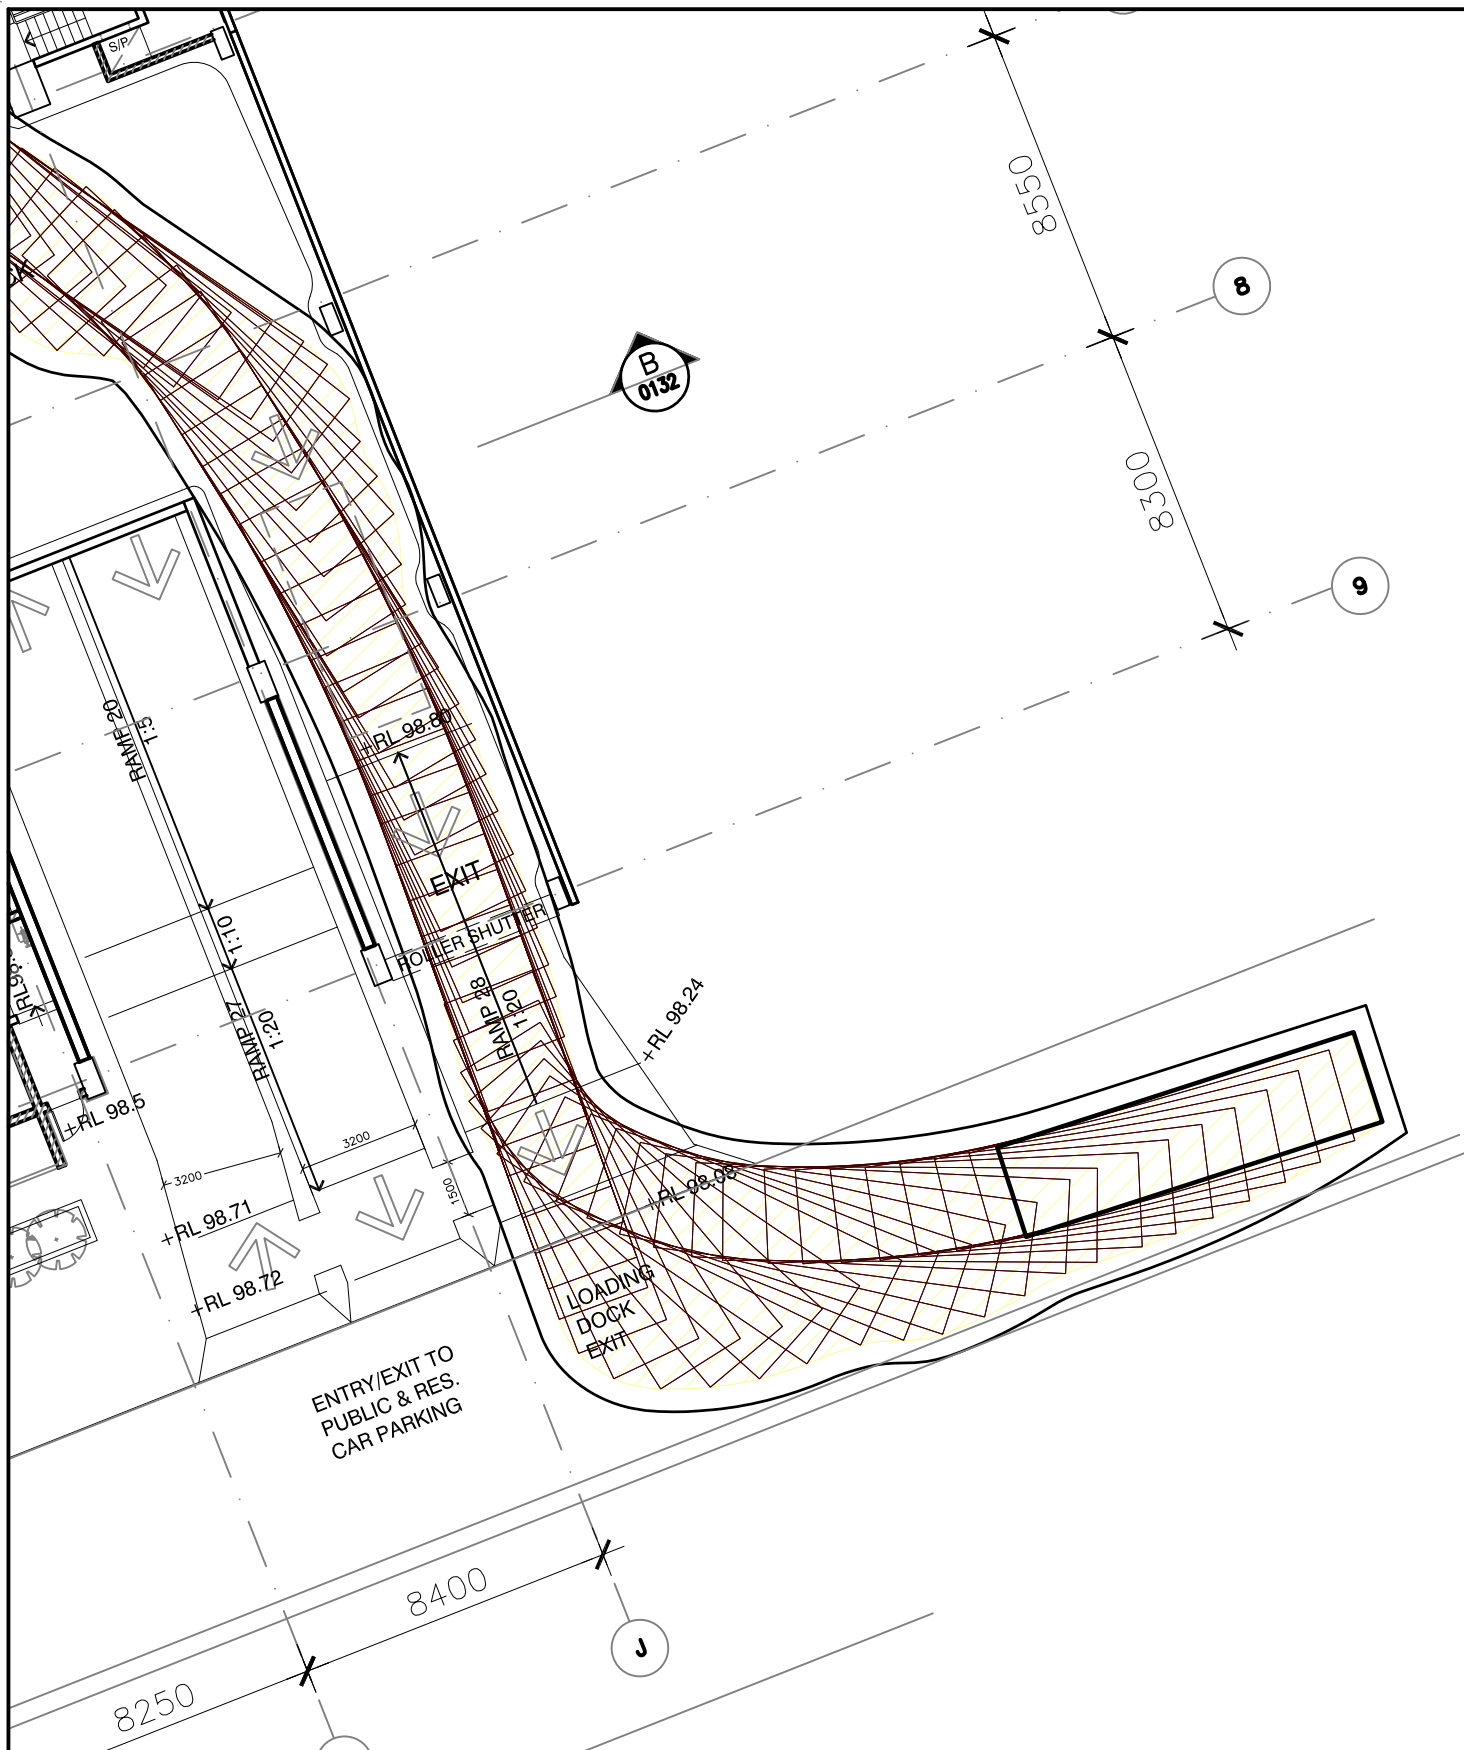 S/P
8550
8
B
0132
8300
9
RAMP 20
1:5
+RL 98.80
EXIT
ROLLER SHUTTER
1:10
RAMP 28
1:20
+RL 98.24
RAMP 27
1:20
+RL 98.5
3200
3200
1500
+RL 98.08
+RL 98.71
+RL 98.72
LOADING
DOCK
EXIT
ENTRY/EXIT TO
PUBLIC & RES.
CAR PARKING
8400
J
8250